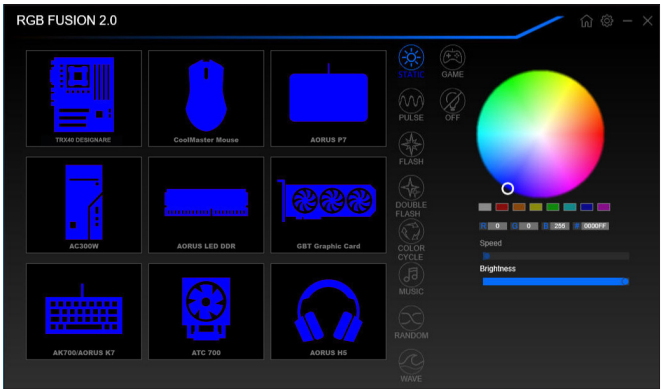 RGB FUSION 2.0
TRX40 DESIGNARE
CoolMaster Mouse
AORUS P7
AC300W
AORUS LED DDR
GBT Graphic Card
AK700/AORUS K7
ATC 700
AORUS H5
STATIC
GAME
PULSE
OFF
FLASH
DOUBLE
FLASH
COLOR
CYCLE
MUSIC
RANDOM
WAVE
R 0 G 0 B 255 # 0000FF
Speed
Brightness